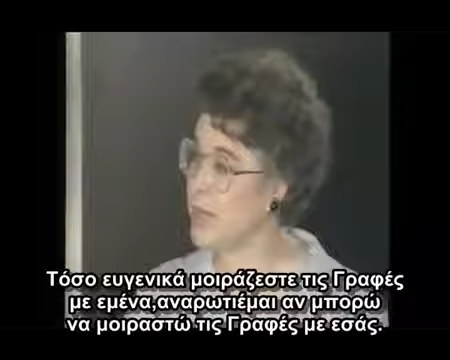 Τόσο ευγενικά μοιράζεστε τις Γραφές
με εμένα,αναρωτιέμαι αν μπορώ
να μοιραστώ τις Γραφές με εσάς.